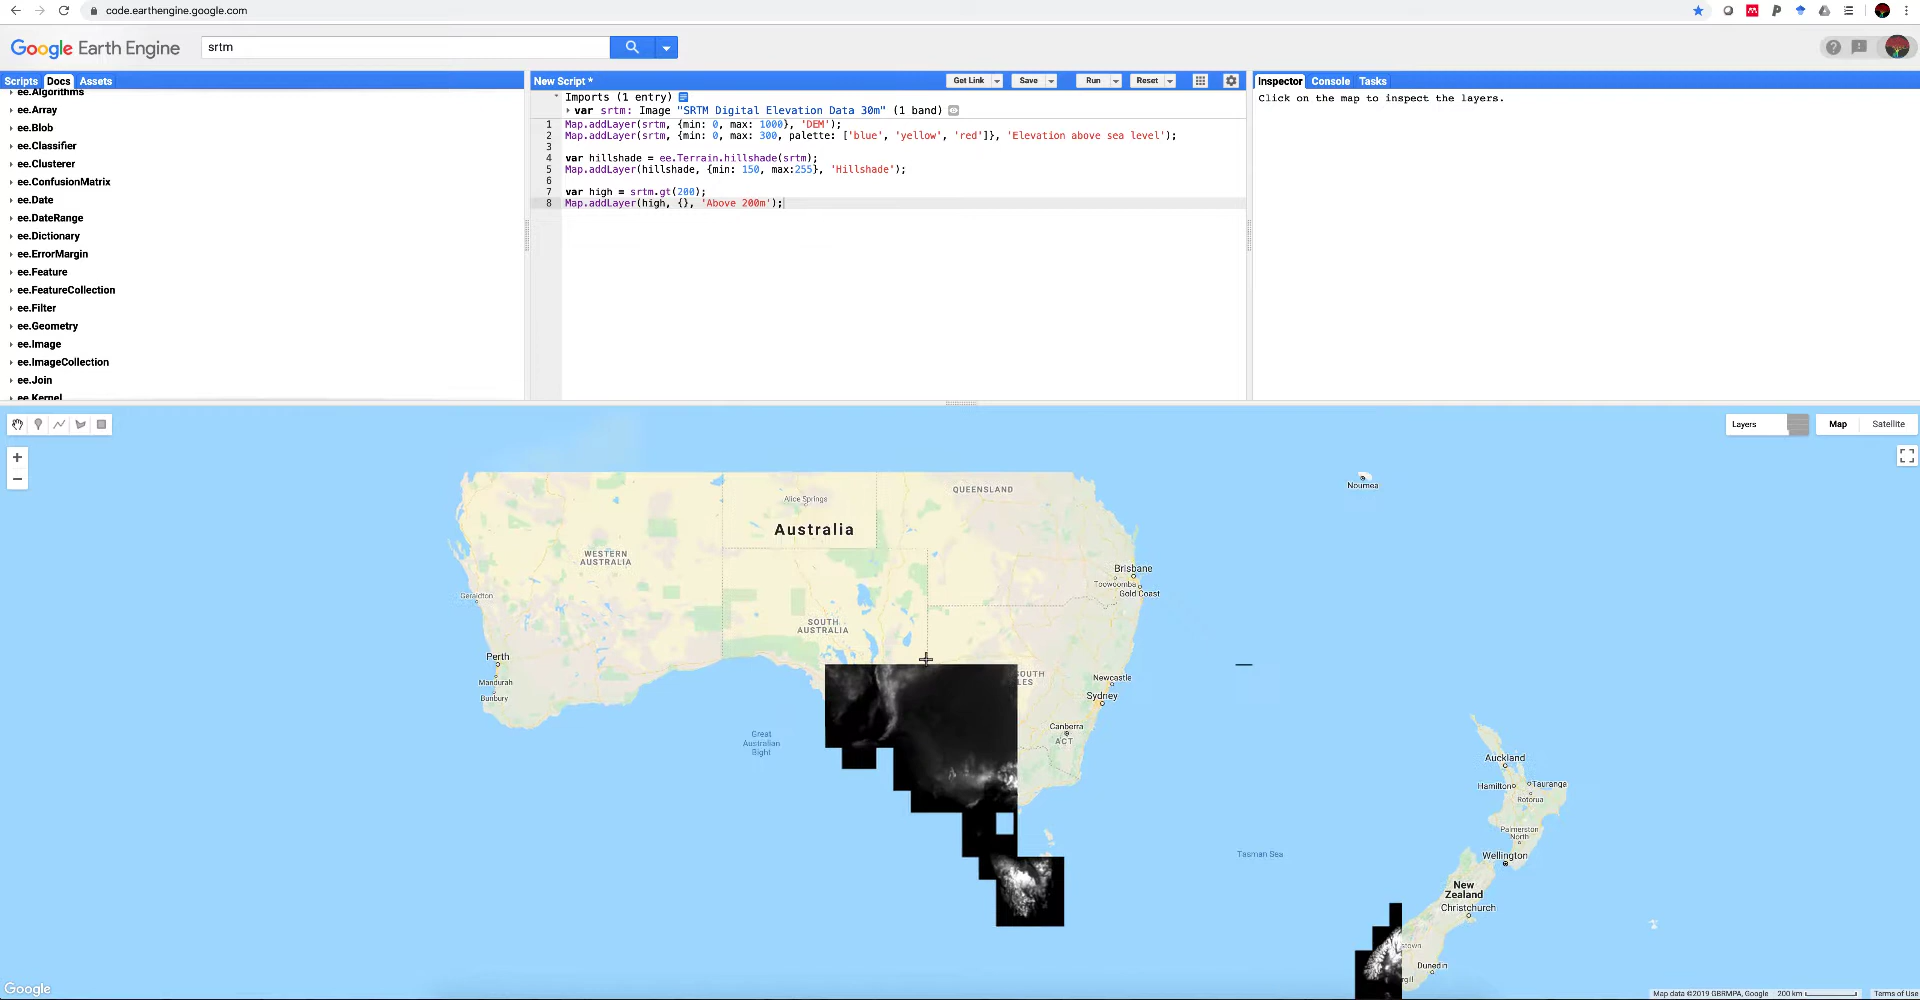 code.earthengine.google.com
Google Earth Engine
srtm
Scripts Docs Assets
ee.Algorithms
ee.Array
ee.Blob
ee.Classifier
ee.Clusterer
ee.ConfusionMatrix
ee.Date
ee.DateRange
ee.Dictionary
ee.ErrorMargin
ee.Feature
ee.FeatureCollection
ee.Filter
ee.Geometry
ee.Image
ee.ImageCollection
ee.Join
ee.Kernel
New Script *
Get Link Save Run Reset
Imports (1 entry)
var srtm: Image "SRTM Digital Elevation Data 30m" (1 band)
1 Map.addLayer(srtm, {min: 0, max: 1000}, 'DEM');
2 Map.addLayer(srtm, {min: 0, max: 300, palette: ['blue', 'yellow', 'red']}, 'Elevation above sea level');
3
4 var hillshade = ee.Terrain.hillshade(srtm);
5 Map.addLayer(hillshade, {min: 150, max:255}, 'Hillshade');
6
7 var high = srtm.gt(200);
8 Map.addLayer(high, {}, 'Above 200m');
Inspector Console Tasks
Click on the map to inspect the layers.
Layers
Map Satellite
Alice Springs
QUEENSLAND
Noumea
Australia
WESTERN
AUSTRALIA
Brisbane
Toowoomba
Gold Coast
Geraldton
SOUTH
AUSTRALIA
Perth
Mandurah
Bunbury
OUTH
LES
Newcastle
Sydney
Canberra
ACT
Great
Australian
Bight
Auckland
Hamilton
Tauranga
Rotorua
Palmerston
North
Wellington
Tasman Sea
New
Zealand
Christchurch
stown
Dunedin
rgill
Google
Map data ©2019 GBRMPA, Google 200 km Terms of Use